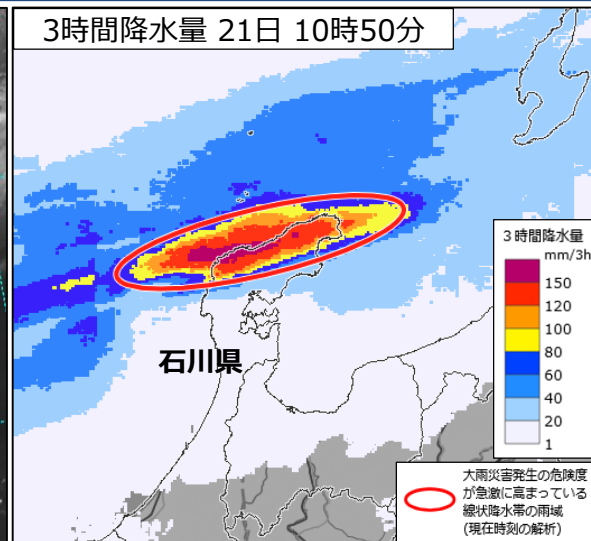 3時間降水量 21日 10時50分
石川県
3時間降水量
mm/3h
150
120
100
80
60
40
20
1
大雨災害発生の危険度
が急激に高まっている
線状降水帯の雨域
(現在時刻の解析)